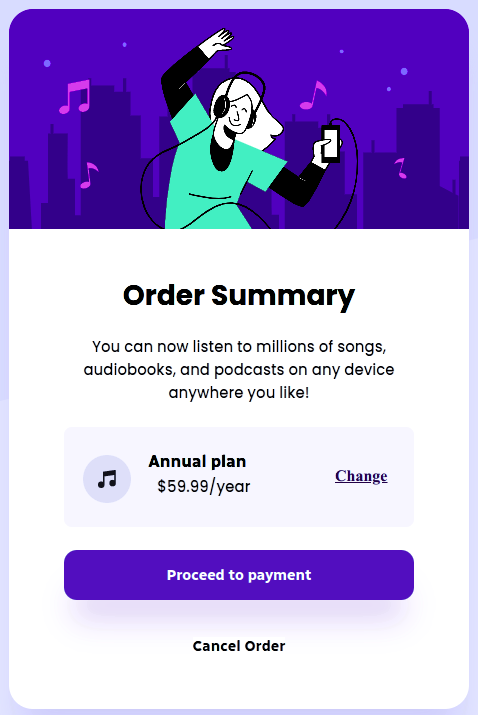 Order Summary
You can now listen to millions of songs,
audiobooks, and podcasts on any device
anywhere you like!
Annual plan
$59.99/year
Change
Proceed to payment
Cancel Order